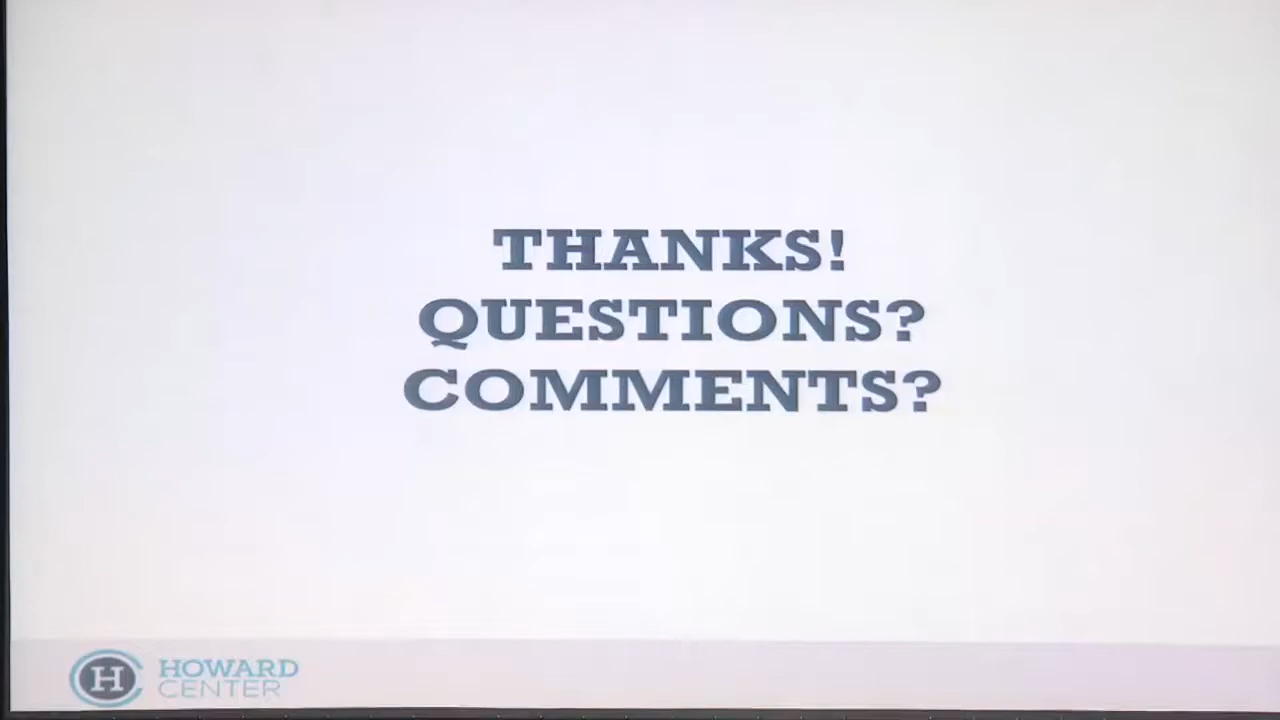 THANKS!
QUESTIONS?
COMMENTS?
H HOWARD
CENTER